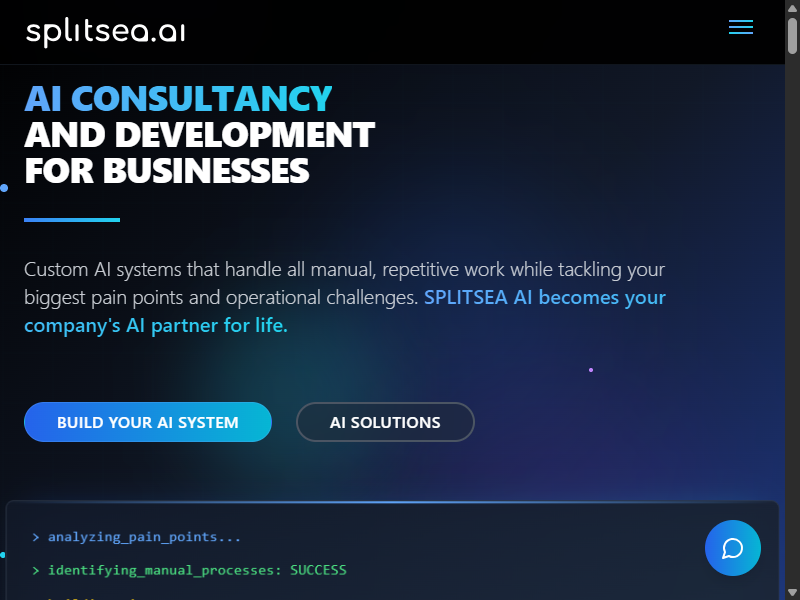 splitsea.ai
AI CONSULTANCY
AND DEVELOPMENT
FOR BUSINESSES
Custom AI systems that handle all manual, repetitive work while tackling your
biggest pain points and operational challenges. SPLITSEA AI becomes your
company's AI partner for life.
BUILD YOUR AI SYSTEM
AI SOLUTIONS
> analyzing_pain_points...
> identifying_manual_processes: SUCCESS